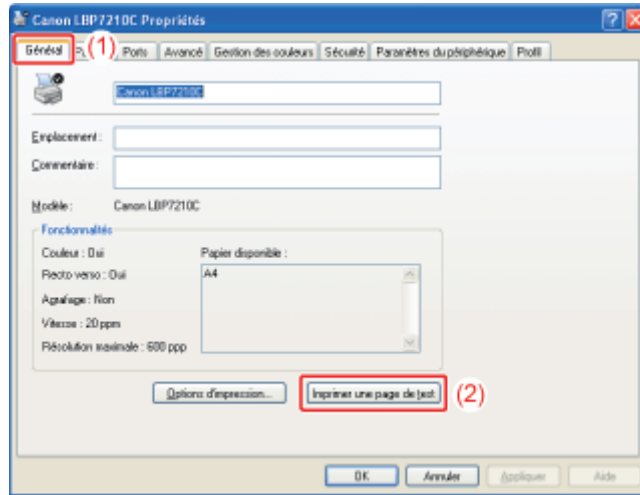 Canon LBP7210C Propriétés
Général (1) Ports Avancé Gestion des couleurs Sécurité Paramètres du périphérique Profil
Canon LBP7210C
Emplacement :
Commentaire :
Modèle : Canon LBP7210C
Fonctionnalités
Couleur : Oui Papier disponible :
Recto verso : Oui A4
Agrafage : Non
Vitesse : 20 ppm
Résolution maximale : 600 ppp
Options d'impression... Imprimer une page de test (2)
OK Annuler Appliquer Aide